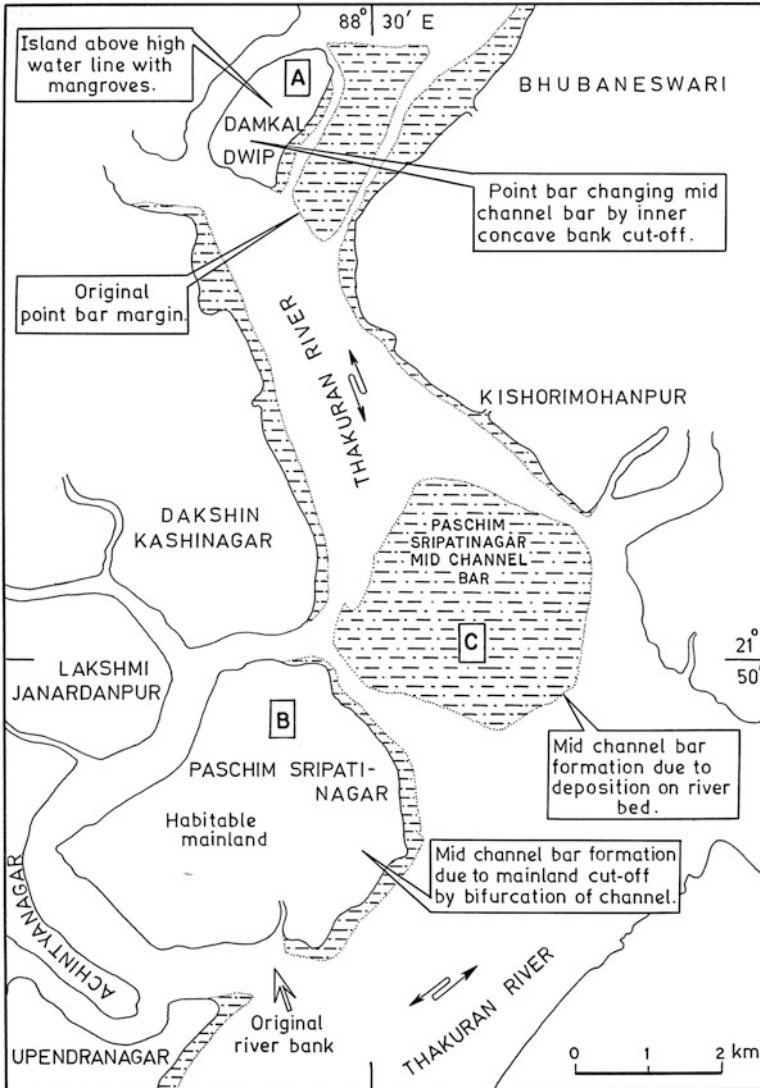 88° 30′ E
Island above high
water line with
mangroves.
A
DAMKAL
DWIP
BHUBANESWARI
Point bar changing mid
channel bar by inner
concave bank cut-off.
Original
point bar margin.
THAKURAN RIVER
KISHORIMOHANPUR
DAKSHIN
KASHINAGAR
PASCHIM
SRIPATINAGAR
MID CHANNEL
BAR
C
21°
50′
LAKSHMI
JANARDANPUR
B
PASCHIM SRIPATI-
NAGAR
Habitable
mainland
Mid channel bar
formation due to
deposition on river
bed.
Mid channel bar formation
due to mainland cut-off
by bifurcation of channel.
ACHINTYANAGAR
Original
river bank
UPENDRANAGAR
THAKURAN RIVER
0 1 2 km